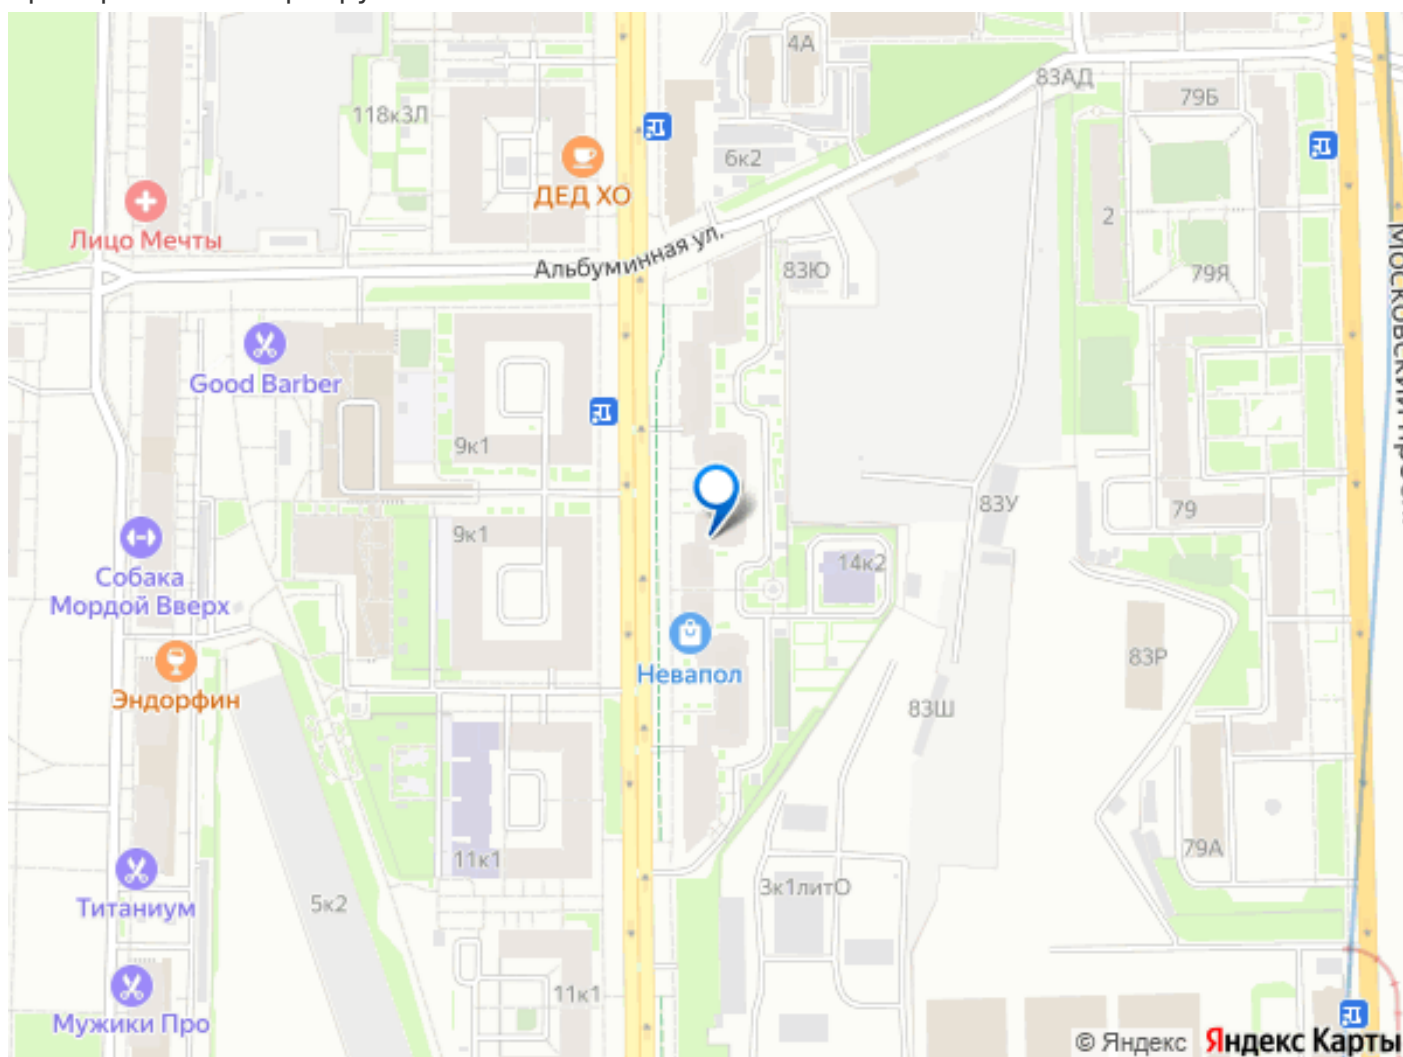 4А
83АД
79Б
118к3Л
6к2
ДЕД ХО
2
Лицо Мечты
Альбуминная ул.
83Ю
79Я
Московский
Good Barber
9к1
83У
79
9к1
14к2
Собака
Мордой Вверх
Невапол
83Р
Эндорфин
83Ш
11к1
79А
3к1литО
Титаниум
5к2
11к1
Мужики Про
© Яндекс Яндекс Карты